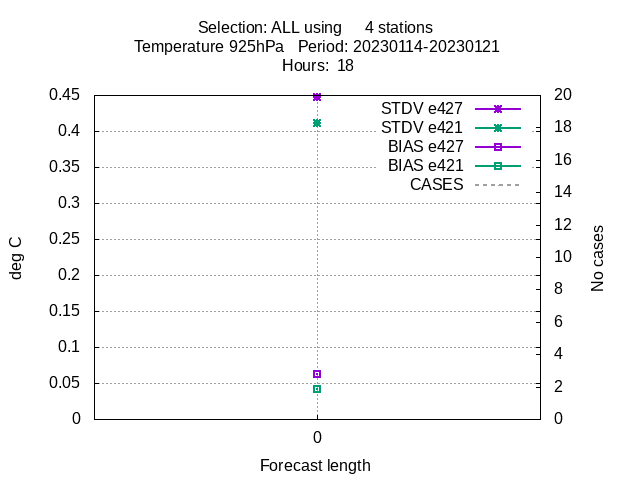 Selection: ALL using     4 stations
Temperature 925hPa   Period: 20230114-20230121
Hours:  18
0.45
0.4
0.35
0.3
0.25
0.2
0.15
0.1
0.05
0
20
18
16
14
12
10
8
6
4
2
0
STDV e427
STDV e421
BIAS e427
BIAS e421
CASES
deg C
No cases
0
Forecast length